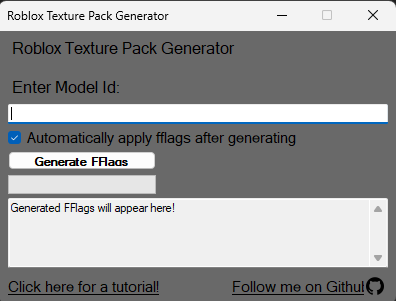 Roblox Texture Pack Generator
Roblox Texture Pack Generator
Enter Model Id:
Automatically apply fflags after generating
Generate FFlags
Generated FFlags will appear here!
Click here for a tutorial!
Follow me on Github